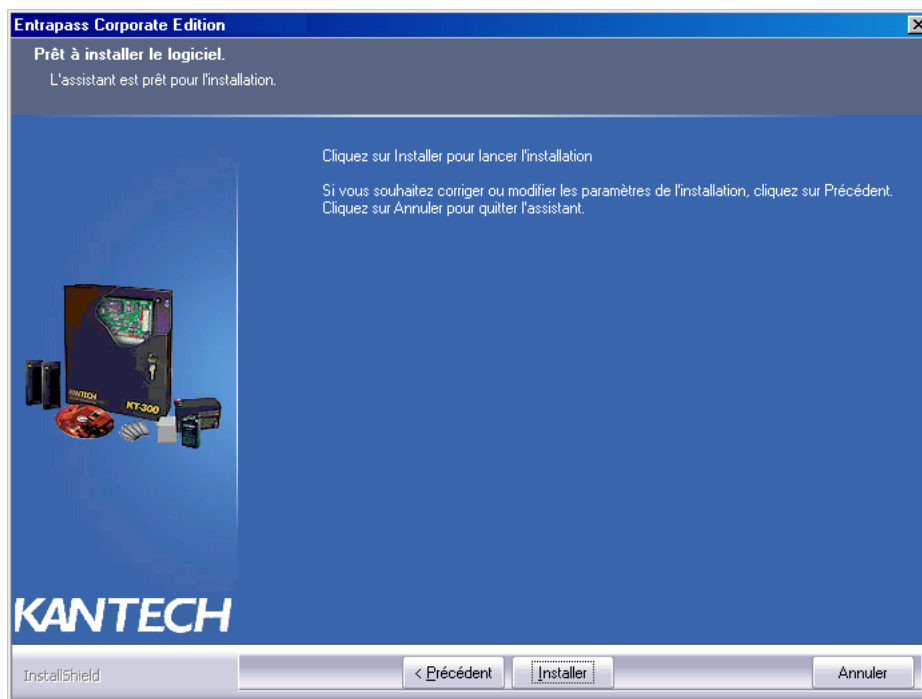 Entrapass Corporate Edition
Prêt à installer le logiciel.
L'assistant est prêt pour l'installation.
Cliquez sur Installer pour lancer l'installation
Si vous souhaitez corriger ou modifier les paramètres de l'installation, cliquez sur Précédent.
Cliquez sur Annuler pour quitter l'assistant.
KANTECH
KT-300
KANTECH
InstallShield
< Précédent
Installer
Annuler